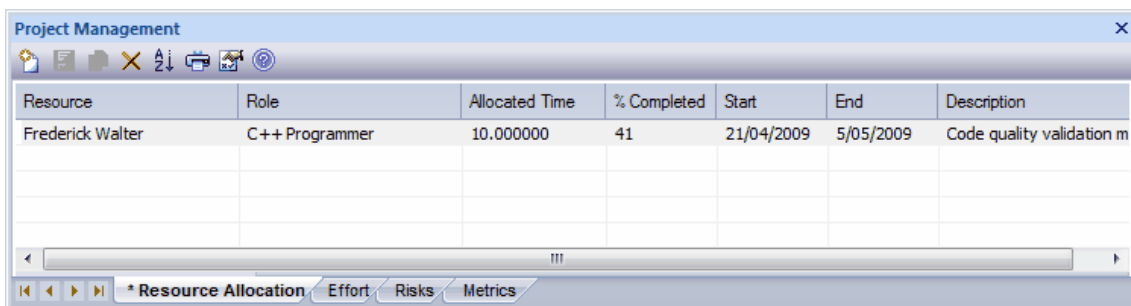 Project Management
Resource Role Allocated Time % Completed Start End Description
Frederick Walter C++ Programmer 10.000000 41 21/04/2009 5/05/2009 Code quality validation m
* Resource Allocation Effort Risks Metrics